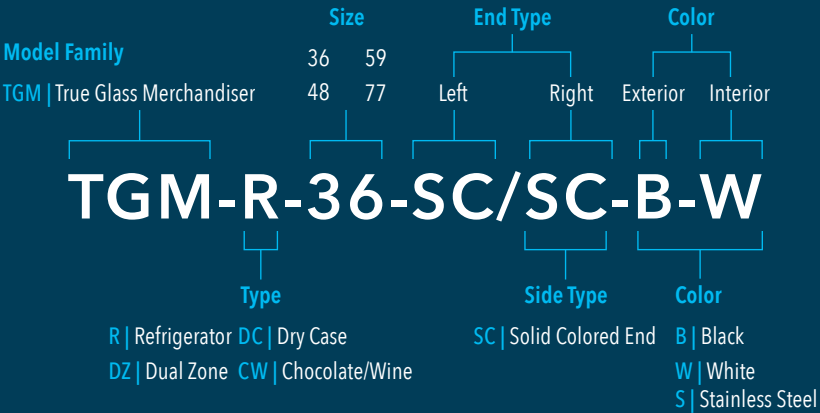 Size End Type Color
Model Family
36 59
TGM | True Glass Merchandiser 48 77 Left Right Exterior Interior
TGM-R-36-SC/SC-B-W
Type Side Type Color
R | Refrigerator DC | Dry Case SC | Solid Colored End B | Black
DZ | Dual Zone CW | Chocolate/Wine W | White
S | Stainless Steel